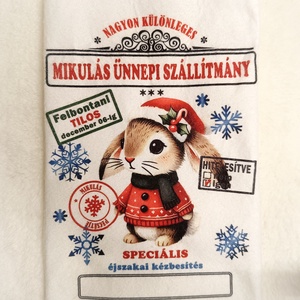 NAGYON KÜLÖNLEGES
MIKULÁS ÜNNEPI SZÁLLÍTMÁNY
Felbontani
TILOS
december 06-ig
HITELESÍTVE
MIKULÁS
SPECIÁLIS
éjszakai kézbesítés